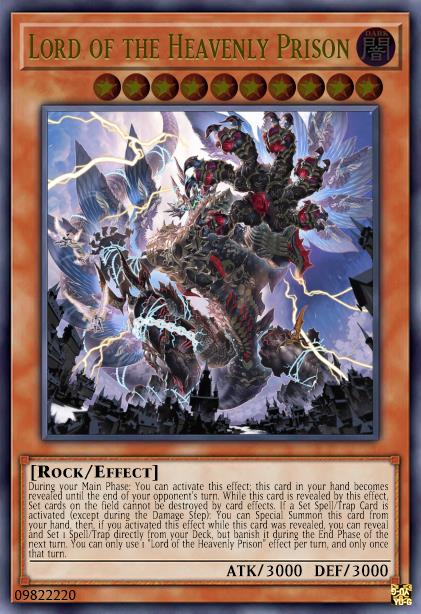 Lord of the Heavenly Prison
DARK
闇
[Rock/Effect]
During your Main Phase: You can activate this effect; this card in your hand becomes
revealed until the end of your opponent's turn. While this card is revealed by this effect,
Set cards on the field cannot be destroyed by card effects. If a Set Spell/Trap Card is
activated (except during the Damage Step): You can Special Summon this card from
your hand, then, if you activated this effect while this card was revealed, you can reveal
and Set 1 Spell/Trap directly from your Deck, but banish it during the End Phase of the
next turn. You can only use 1 "Lord of the Heavenly Prison" effect per turn, and only once
that turn.
ATK/3000 DEF/3000
09822220